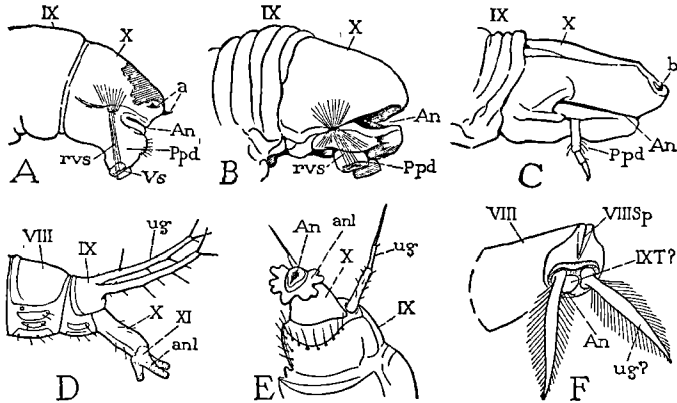 IX
X
a
An
Ppd
rvs
Vs
A
IX
X
An
rvs
Ppd
B
IX
X
b
An
Ppd
C
VIII
IX
ug
X
XI
anl
D
An
anl
X
ug
IX
E
VIII
VIIISp
IXT?
An
ug?
F